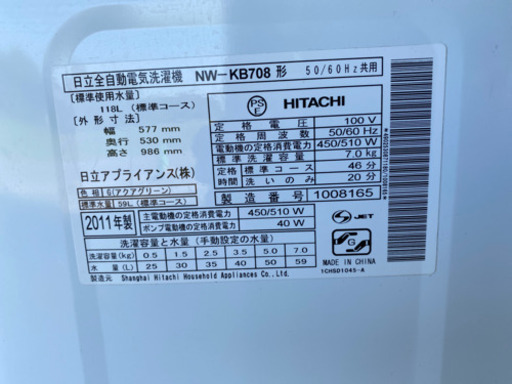 日立全自動電気洗濯機 NW-KB708 形 50/60Hz共用
〔標準使用水量〕
118L (標準コース)
〔外形寸法〕
幅 577 mm
奥行 530 mm
高さ 986 mm
日立アプライアンス(株)
色柄 G(アクアグリーン)
標準水量 59L (標準コース)
PS E HITACHI
定格電圧 100 V
定格周波数 50/60 Hz
電動機の定格消費電力 450/510 W
標準洗濯容量 7.0 kg
定格時間 洗濯 46 分
洗いのみ 20 分
製造番号 1008165
2011年製
主電動機の定格消費電力 450/510 W
ポンプ電動機の定格消費電力 40 W
洗濯容量と水量 (手動設定の水量)
洗濯容量(kg) 0.5 1.5 2.5 3.5 5.0 7.0
水量(L) 25 30 35 40 50 59
製造元 Shanghai Hitachi Household Appliances Co., Ltd.
JET
MADE IN CHINA
1CHS01045-A